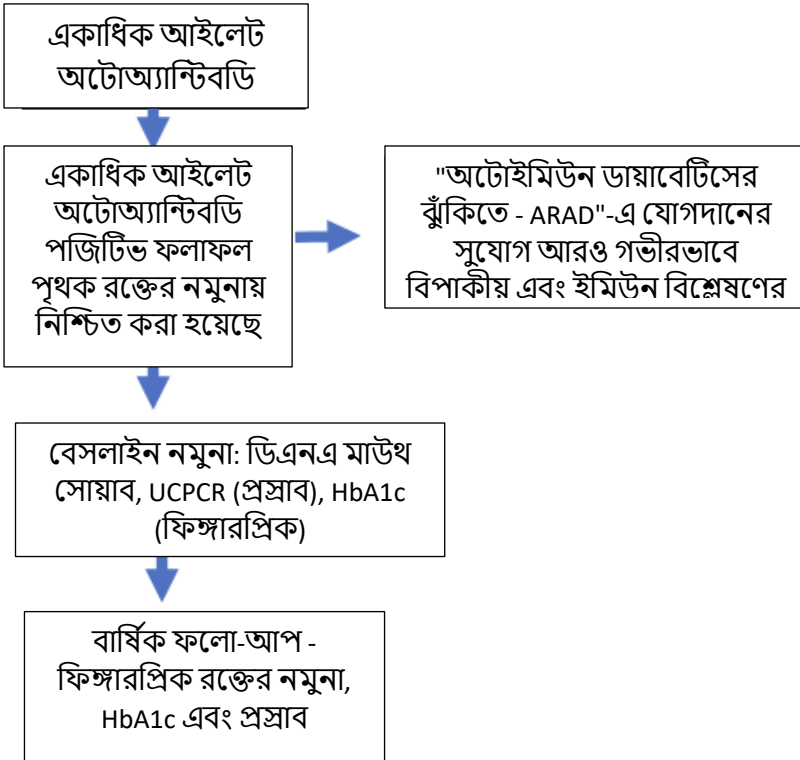 একাধিক আইলেট
অটোঅ্যান্টিবডি
একাধিক আইলেট
অটোঅ্যান্টিবডি
পজিটিভ ফলাফল
পৃথক রক্তের নমুনায়
নিশ্চিত করা হয়েছে
"অটোইমিউন ডায়াবেটিসের
ঝুঁকিতে - ARAD"-এ যোগদানের
সুযোগ আরও গভীরভাবে
বিপাকীয় এবং ইমিউন বিশ্লেষণের
বেসলাইন নমুনা: ডিএনএ মাউথ
সোয়াব, UCPCR (প্রস্রাব), HbA1c
(ফিঙ্গারপ্রিক)
বার্ষিক ফলো-আপ -
ফিঙ্গারপ্রিক রক্তের নমুনা,
HbA1c এবং প্রস্রাব